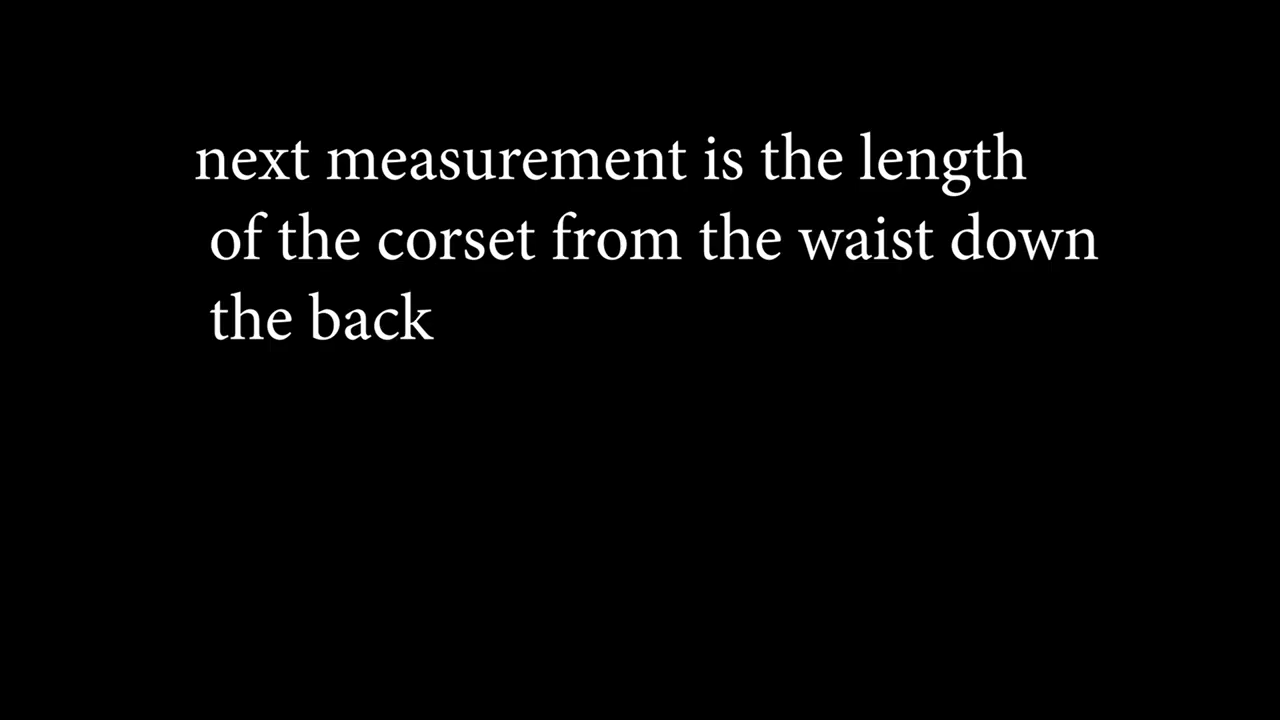 next measurement is the length
of the corset from the waist down
the back